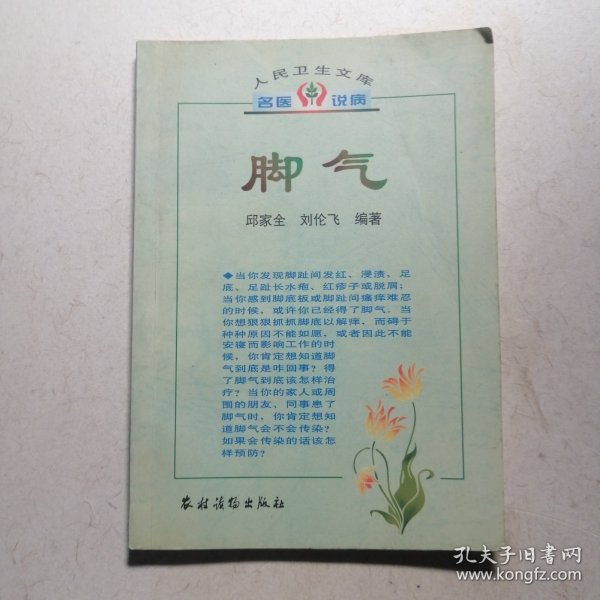 人民卫生文库
名医 说病
脚气
邱家全 刘伦飞 编著
◆当你发现脚趾间发红、浸渍、足
底、足趾长水疱、红疹子或脱屑；
当你感到脚底板或脚趾间瘙痒难忍
的时候，或许你已经得了脚气。当
你想狠狠抓抓脚底以解痒，而碍于
种种原因不能如愿，或者因此不能
安寝而影响工作的时
候，你肯定想知道脚
气到底是咋回事？得
了脚气到底该怎样治
疗？当你的家人或周
围的朋友、同事患了
脚气时，你肯定想知
道脚气会不会传染？
如果会传染的话该怎
样预防？
农村读物出版社
孔夫子旧书网
www.kongfz.com